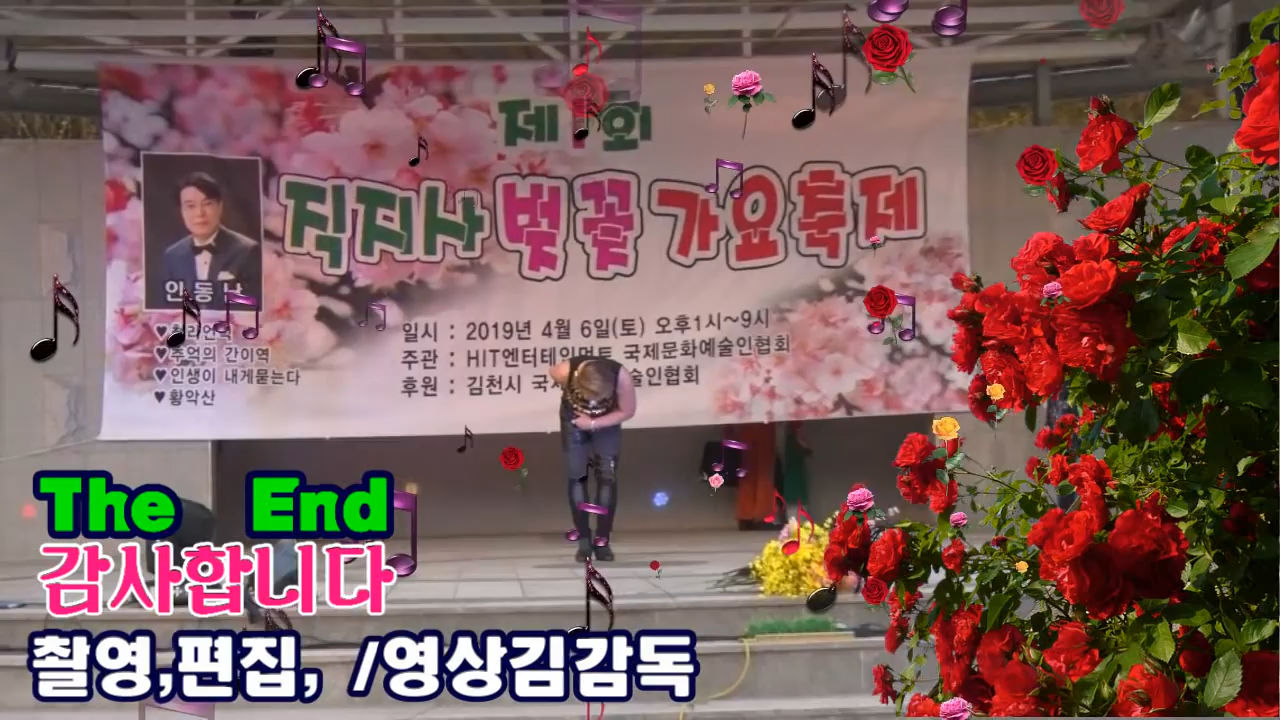 제1회
직지사 벚꽃 가요축제
인동남
♥추억의 간이역
♥인생이 내게묻는다
♥황악산
일시 : 2019년 4월 6일(토) 오후1시~9시
주관 : HIT엔터테인먼트 국제문화예술인협회
후원 : 김천시 국제 술인협회
The End
감사합니다
촬영,편집, /영상김감독